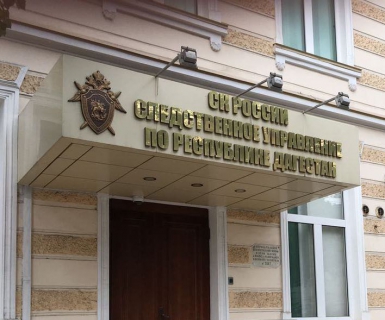 СК РОССИИ
СЛЕДСТВЕННОЕ УПРАВЛЕНИЕ
ПО РЕСПУБЛИКЕ ДАГЕСТАН